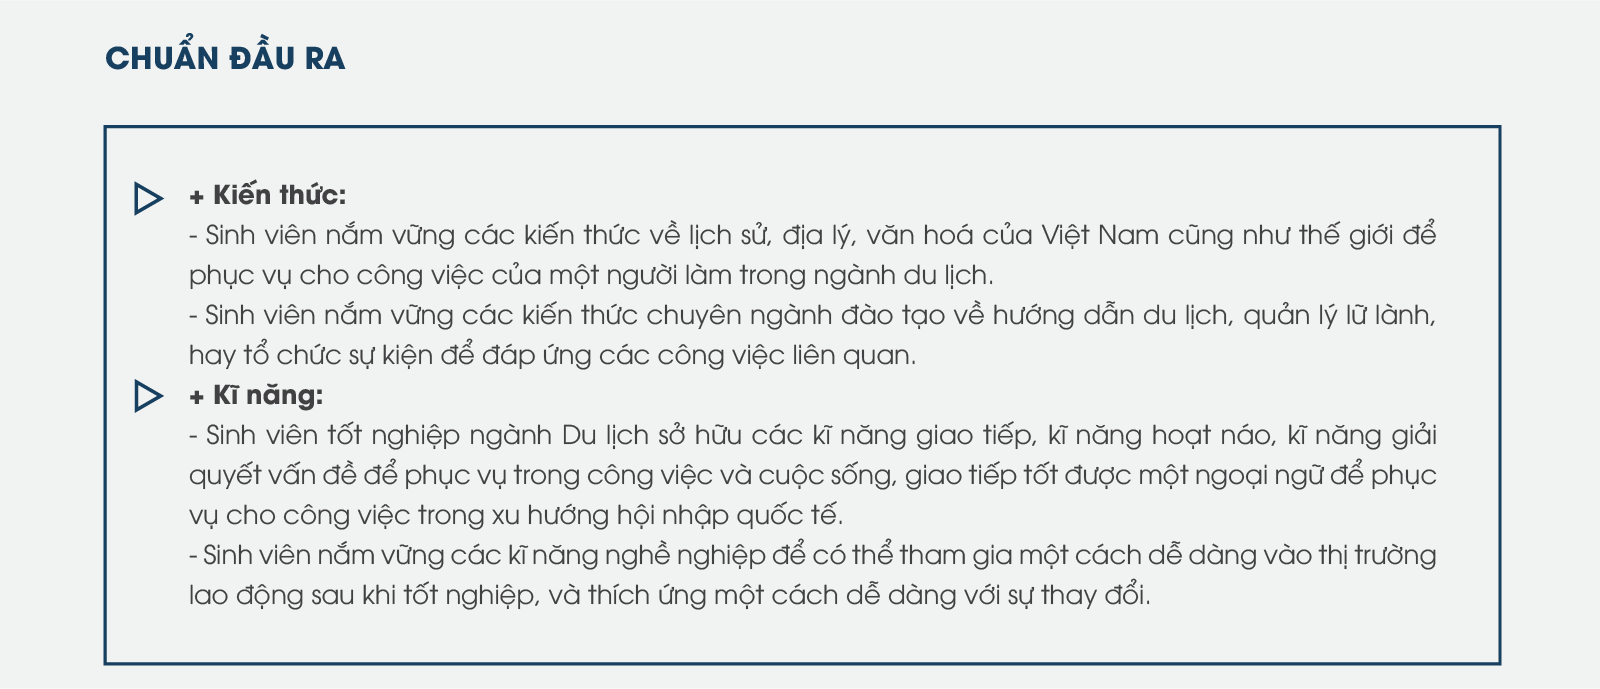 CHUẨN ĐẦU RA
+ Kiến thức:
- Sinh viên nắm vững các kiến thức về lịch sử, địa lý, văn hoá của Việt Nam cũng như thế giới để
phục vụ cho công việc của một người làm trong ngành du lịch.
- Sinh viên nắm vững các kiến thức chuyên ngành đào tạo về hướng dẫn du lịch, quản lý lữ lành,
hay tổ chức sự kiện để đáp ứng các công việc liên quan.
+ Kĩ năng:
- Sinh viên tốt nghiệp ngành Du lịch sở hữu các kĩ năng giao tiếp, kĩ năng hoạt náo, kĩ năng giải
quyết vấn đề để phục vụ trong công việc và cuộc sống, giao tiếp tốt được một ngoại ngữ để phục
vụ cho công việc trong xu hướng hội nhập quốc tế.
- Sinh viên nắm vững các kĩ năng nghề nghiệp để có thể tham gia một cách dễ dàng vào thị trường
lao động sau khi tốt nghiệp, và thích ứng một cách dễ dàng với sự thay đổi.